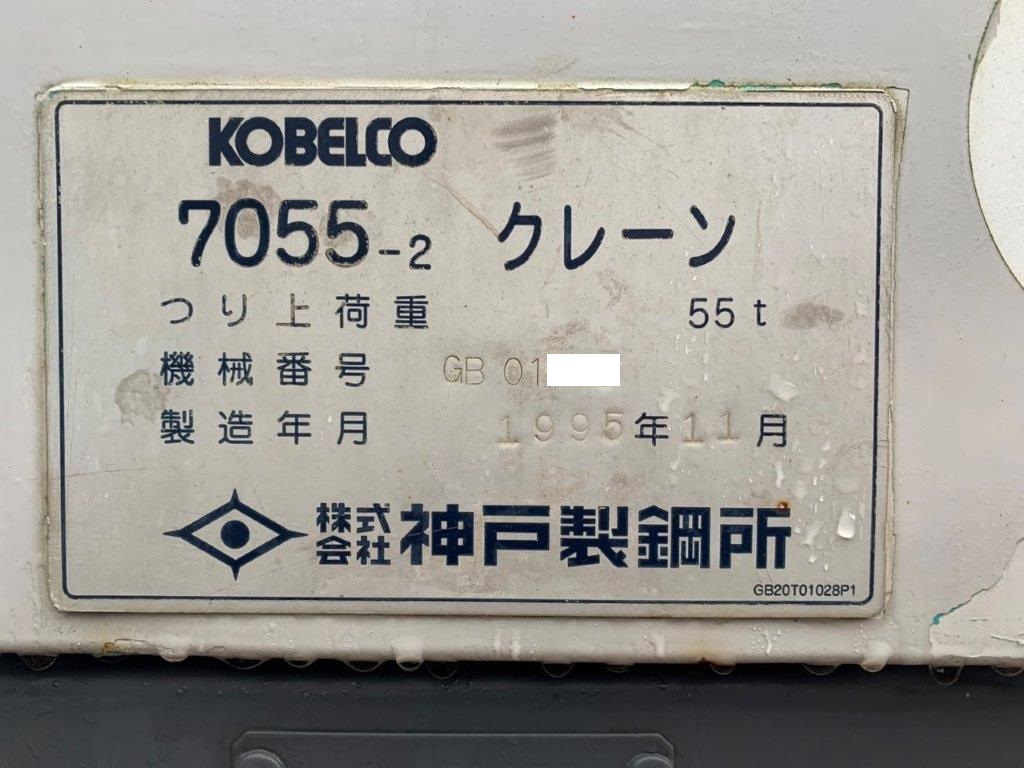 KOBELCO
7055-2 クレーン
つり上荷重 55t
機械番号 GB 01
製造年月 1995年11月
株式会社 神戸製鋼所
GB20T01028P1